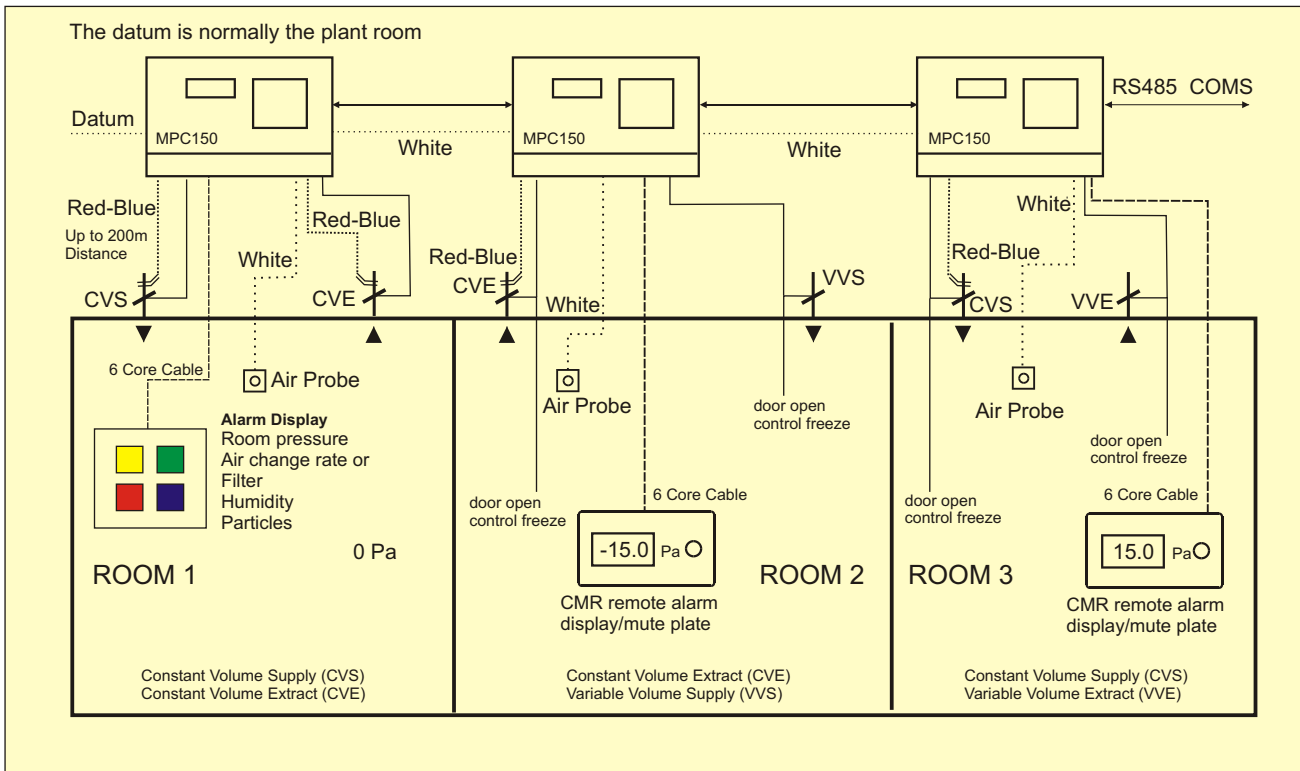 The datum is normally the plant room
RS485 COMS
Datum
MPC150
MPC150
MPC150
White
White
Red-Blue
Up to 200m
Distance
White
Red-Blue
Red-Blue
White
White
Red-Blue
CVS
CVE
CVE
VVS
CVS
VVE
6 Core Cable
Air Probe
Alarm Display
Room pressure
Air change rate or
Filter
Humidity
Particles
0 Pa
ROOM 1
Constant Volume Supply (CVS)
Constant Volume Extract (CVE)
Air Probe
door open
control freeze
door open
control freeze
6 Core Cable
-15.0 Pa
ROOM 2
CMR remote alarm
display/mute plate
Constant Volume Extract (CVE)
Variable Volume Supply (VVS)
Air Probe
door open
control freeze
door open
control freeze
6 Core Cable
15.0 Pa
ROOM 3
CMR remote alarm
display/mute plate
Constant Volume Supply (CVS)
Variable Volume Extract (VVE)